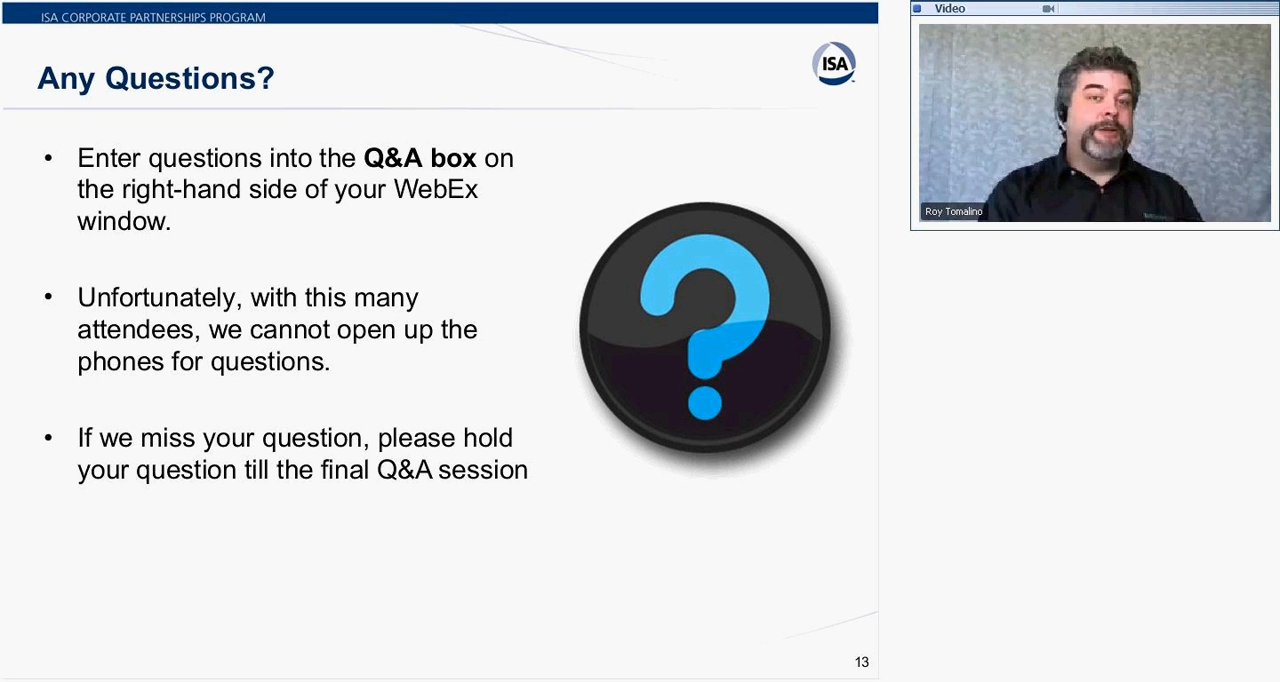 ISA CORPORATE PARTNERSHIPS PROGRAM
Any Questions?
ISA
• Enter questions into the Q&A box on
the right-hand side of your WebEx
window.
• Unfortunately, with this many
attendees, we cannot open up the
phones for questions.
• If we miss your question, please hold
your question till the final Q&A session
13
Video
Roy Tomalino